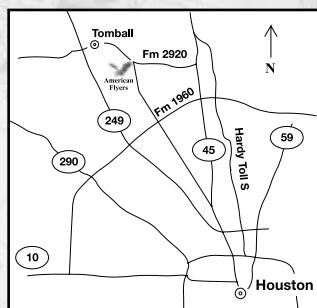 Tomball
Fm 2920
N
American
Flyers
Fm 1960
249
Hardy Toll S
59
45
290
10
Houston